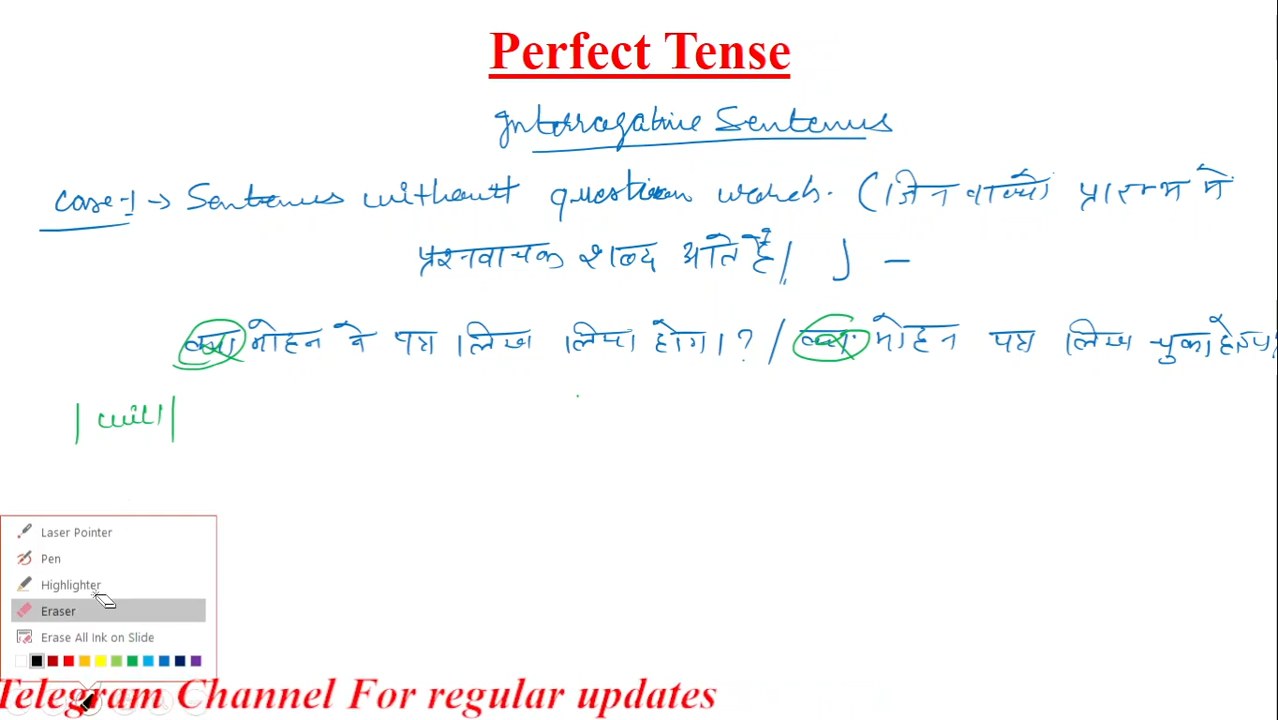 Perfect Tense
Interrogative Sentences
Case-1 → Sentences without question words. (जिन वाक्यों प्रारम्भ में
प्रश्नवाचक शब्द आते हैं। ) –
क्या मोहन ने पत्र लिख लिया होगा।? / क्या मोहन पत्र लिख चुका होगा
| will |
Laser Pointer
Pen
Highlighter
Eraser
Erase All Ink on Slide
Telegram Channel For regular updates